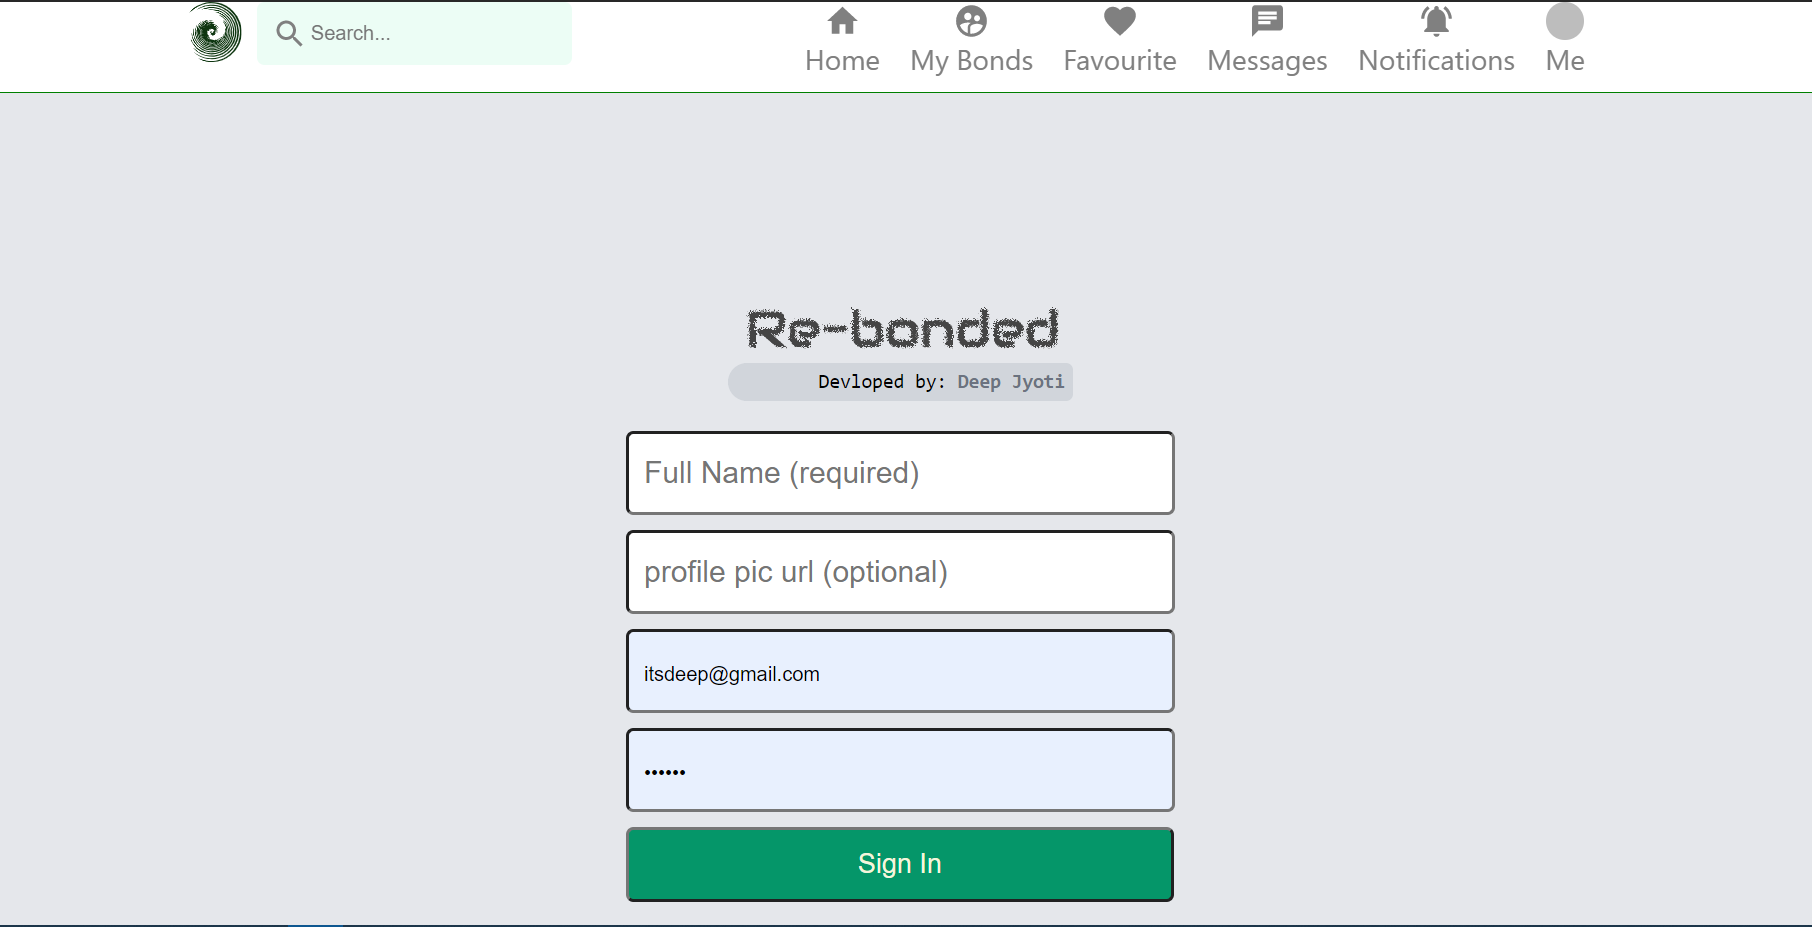 Search...
Home My Bonds Favourite Messages Notifications Me
Re-bonded
Devloped by: Deep Jyoti
Full Name (required)
profile pic url (optional)
itsdeep@gmail.com
••••••
Sign In